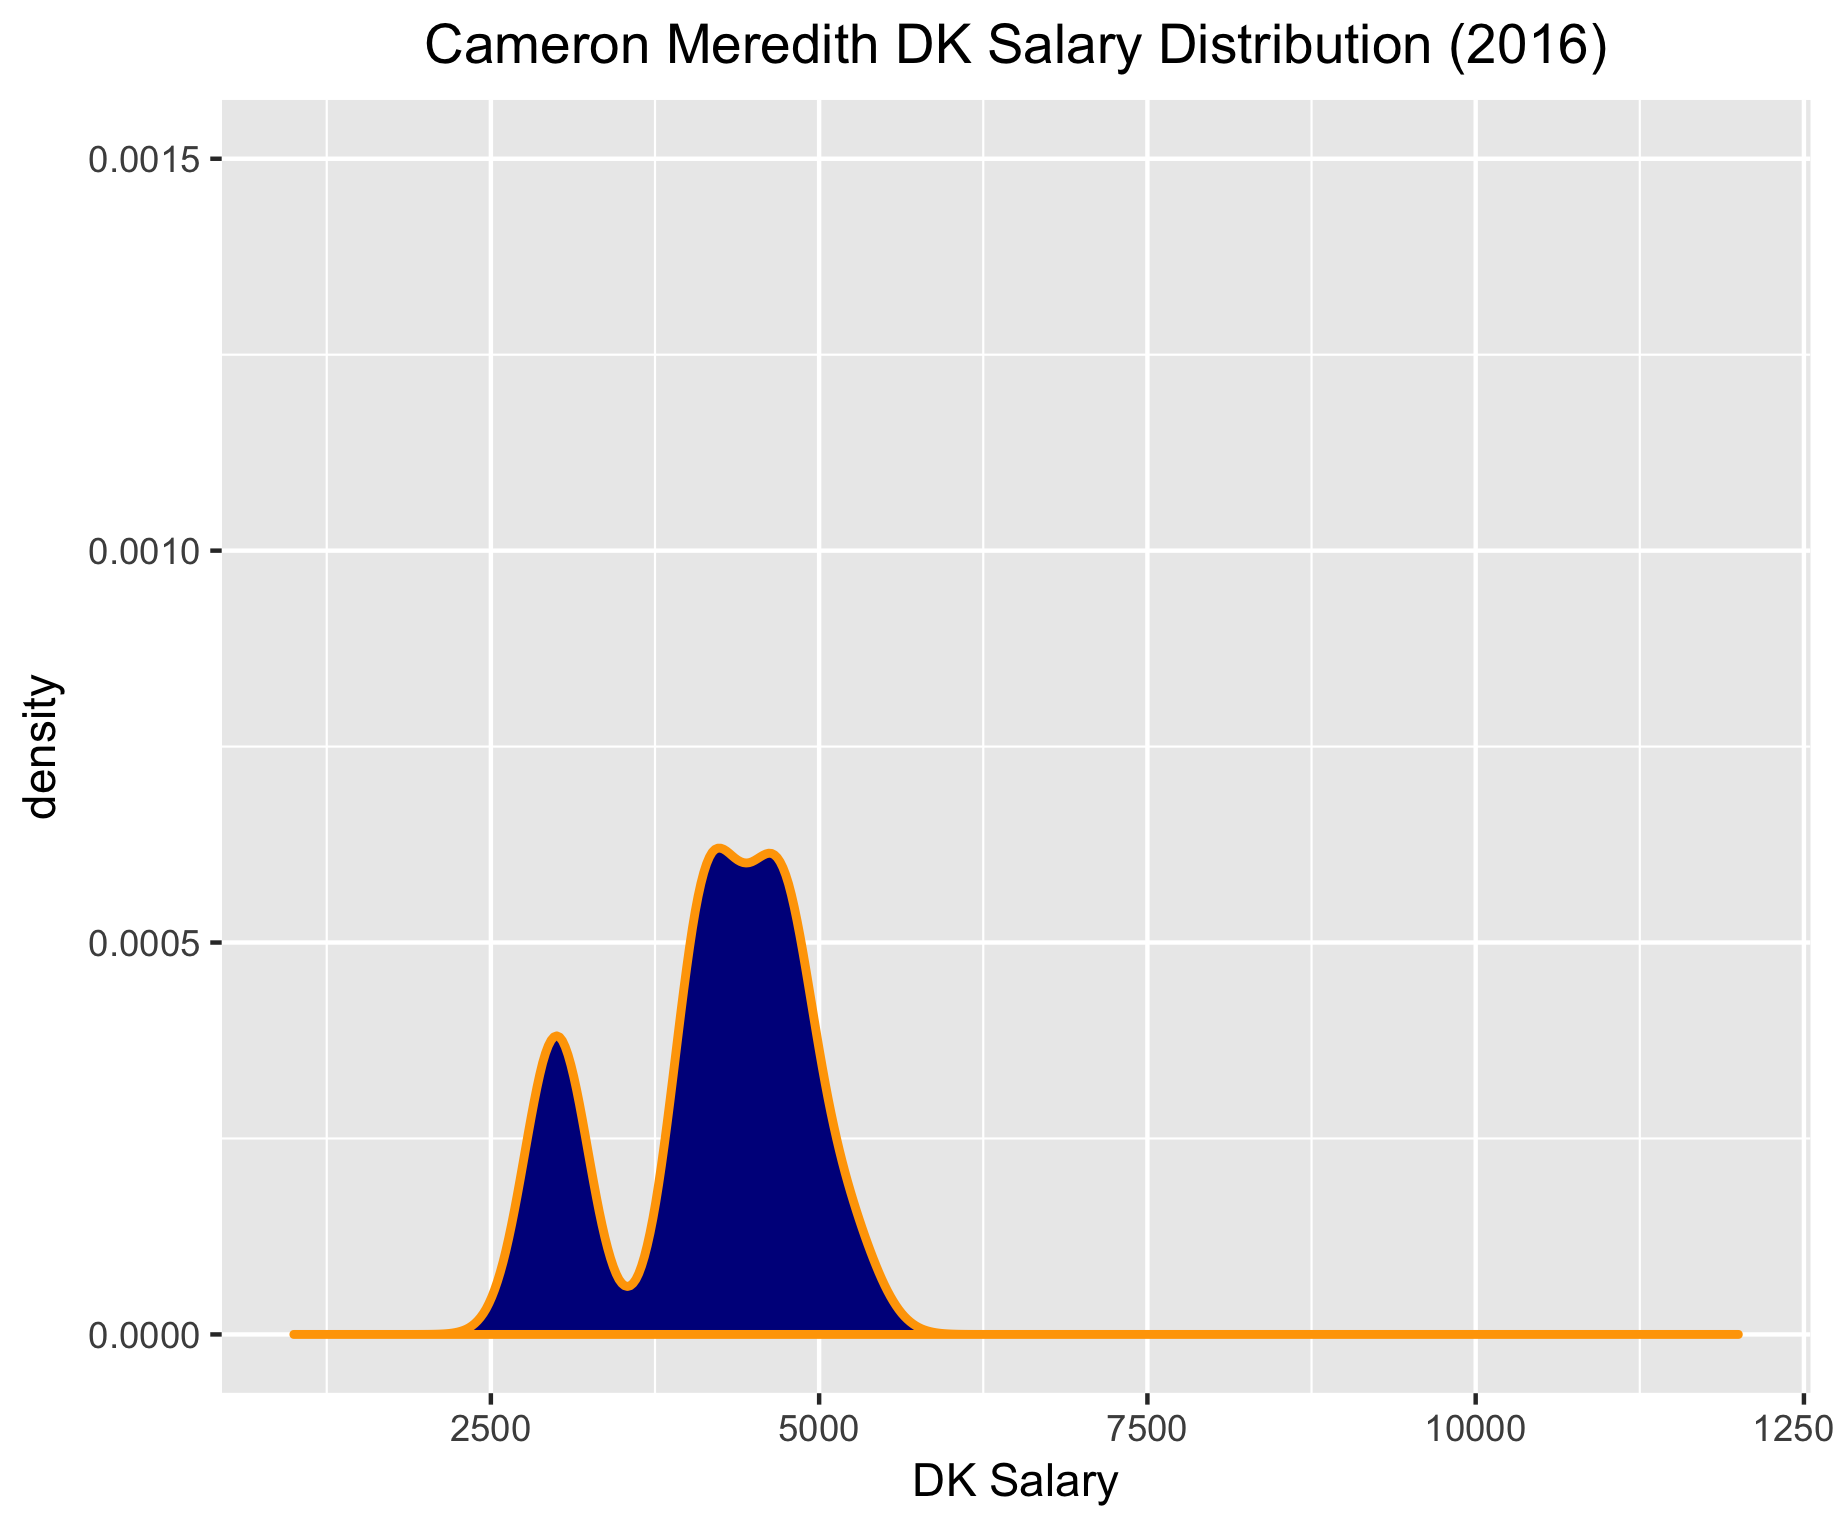 Cameron Meredith DK Salary Distribution (2016)
0.0015
0.0010
0.0005
0.0000
density
2500 5000 7500 10000 1250
DK Salary